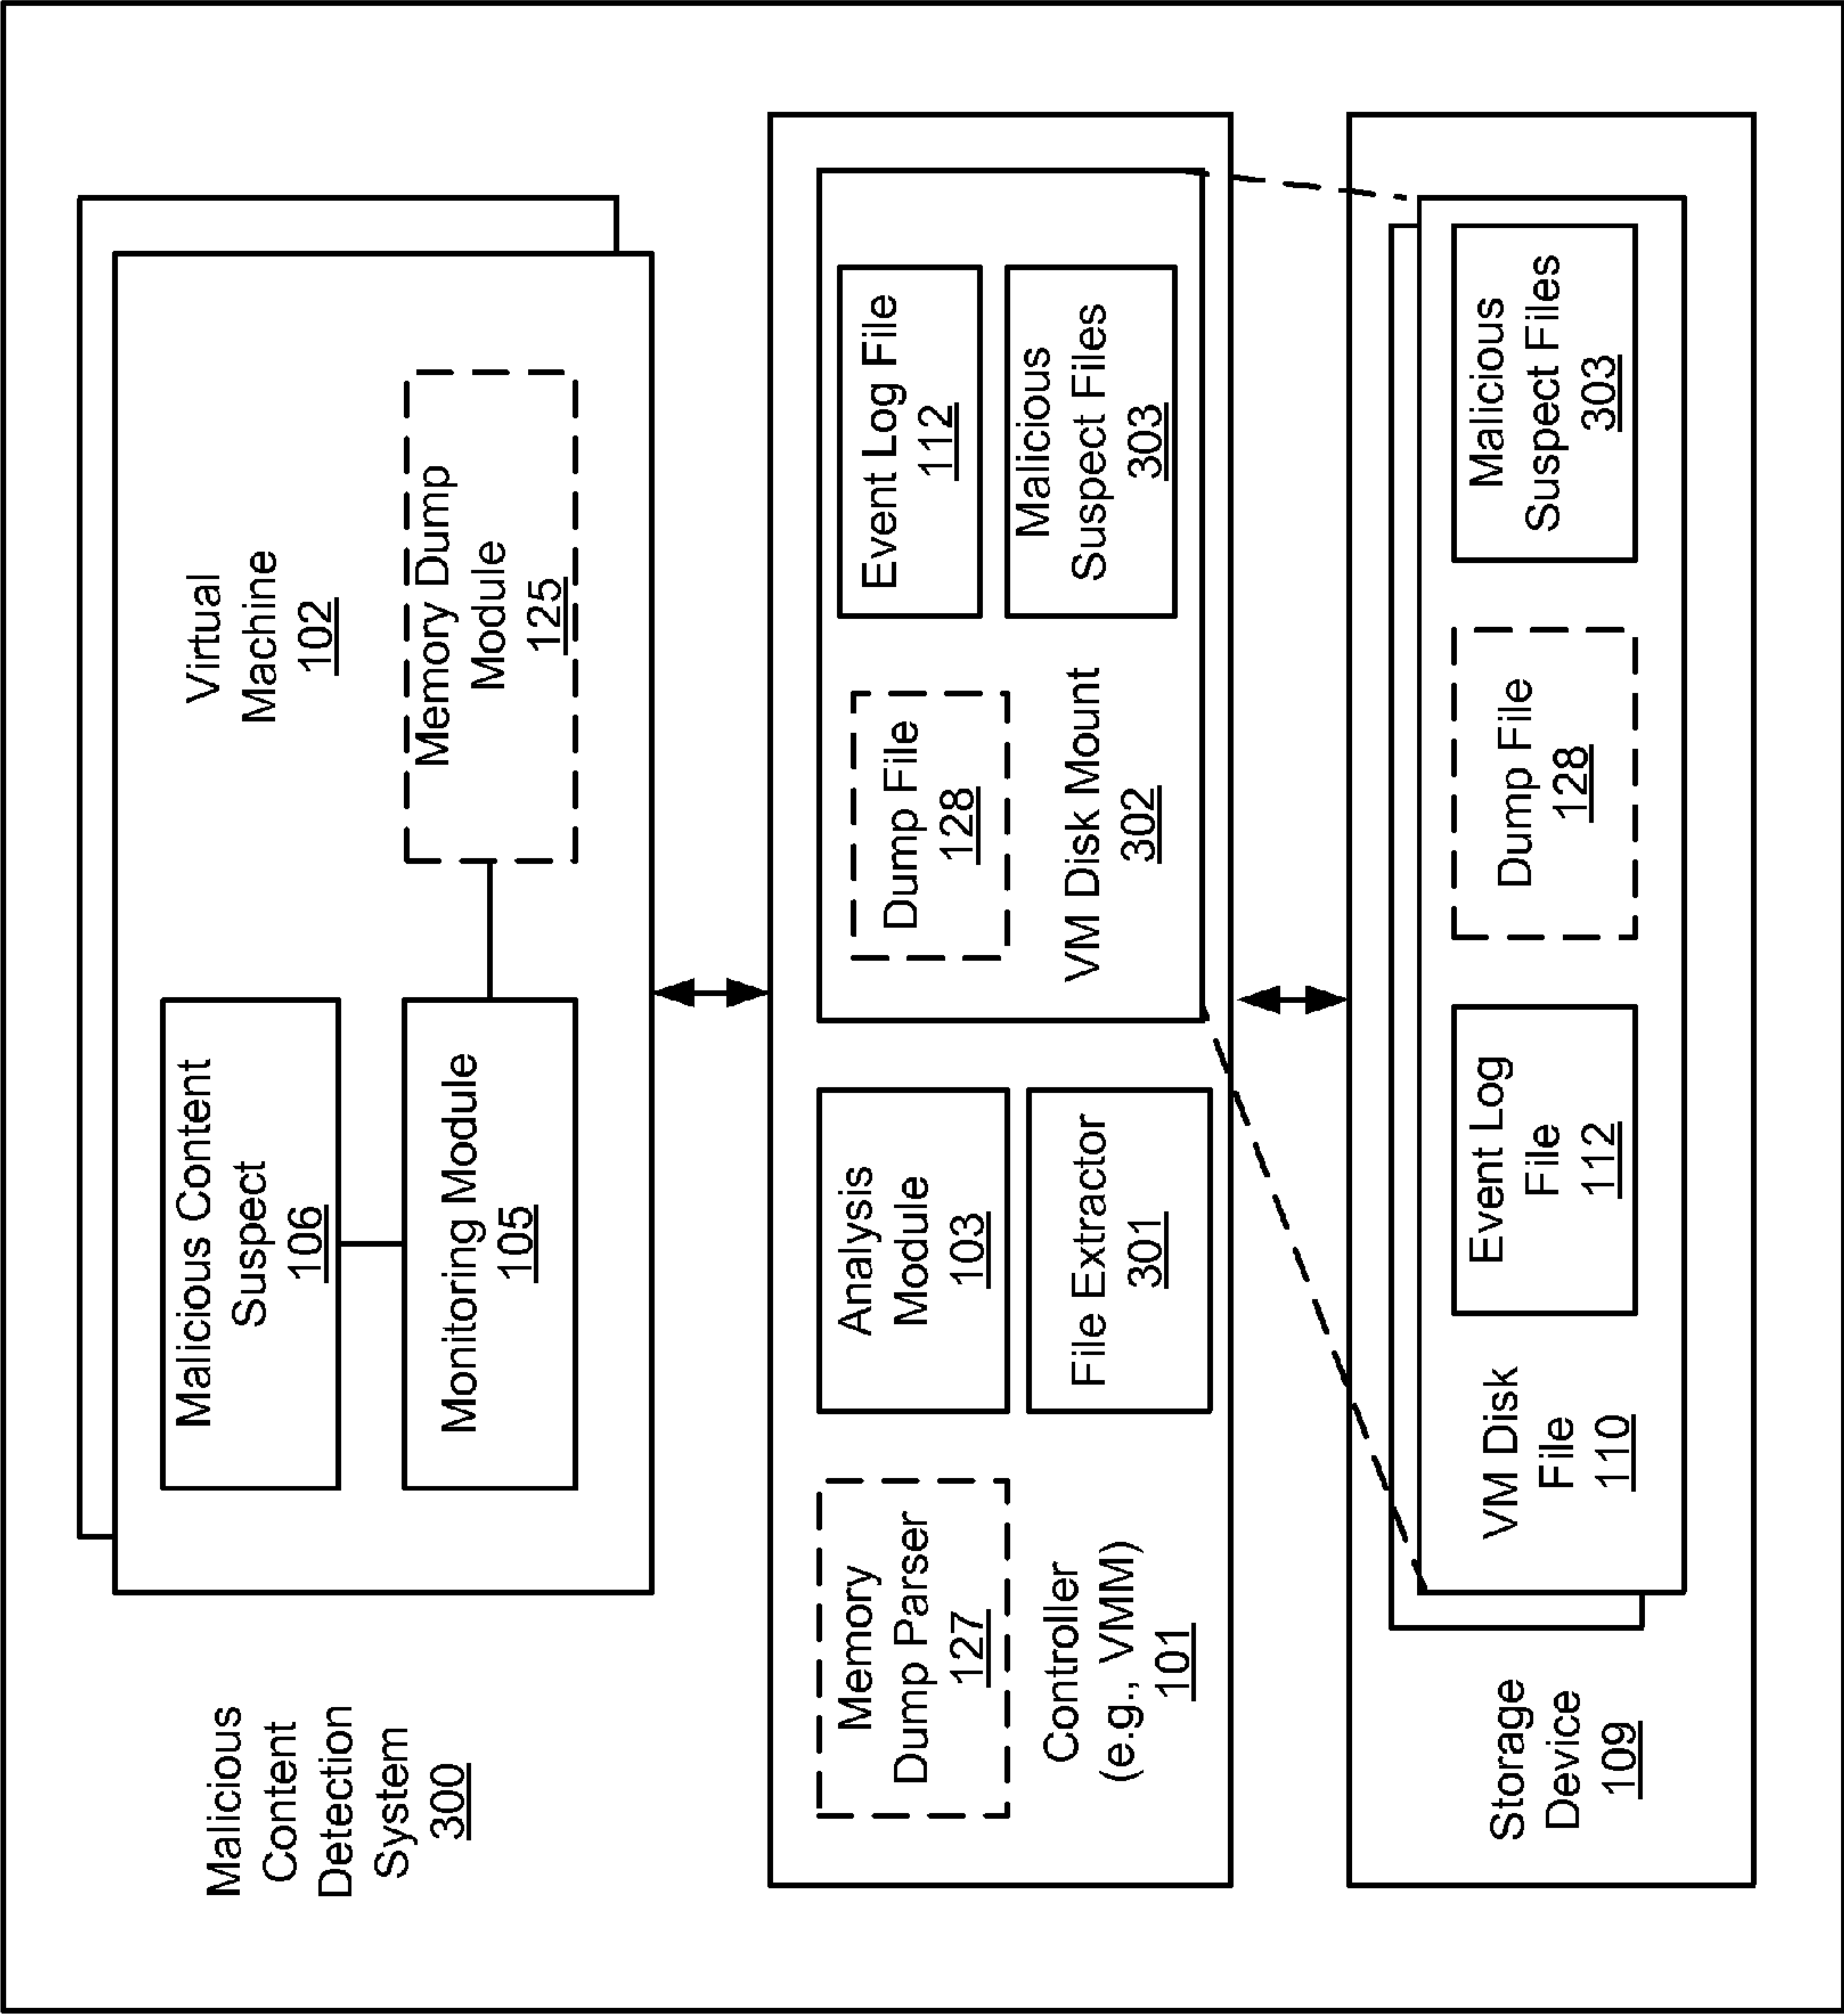 Malicious
Content
Detection
System
300
Virtual
Machine
102
Malicious Content
Suspect
106
Monitoring Module
105
Memory Dump
Module
125
Memory
Dump Parser
127
Controller
(e.g., VMM)
101
Analysis
Module
103
File Extractor
301
Dump File
128
VM Disk Mount
302
Event Log File
112
Malicious
Suspect Files
303
Storage
Device
109
VM Disk
File
110
Event Log
File
112
Dump File
128
Malicious
Suspect Files
303